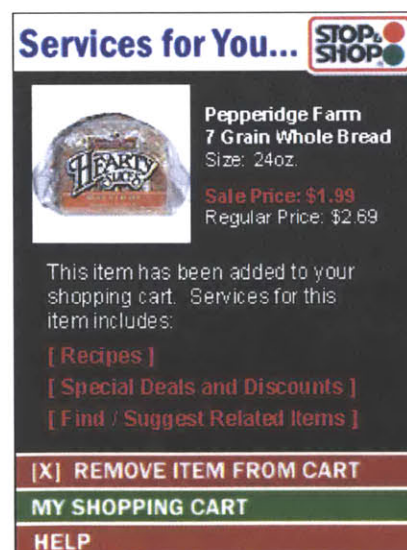 Services for You...
STOP&
SHOP
Pepperidge Farm
7 Grain Whole Bread
Size: 24oz.
HEARTY
SLICES
Sale Price: $1.99
Regular Price: $2.69
This item has been added to your
shopping cart. Services for this
item includes:
[ Recipes ]
[ Special Deals and Discounts ]
[ Find / Suggest Related Items ]
[X] REMOVE ITEM FROM CART
MY SHOPPING CART
HELP